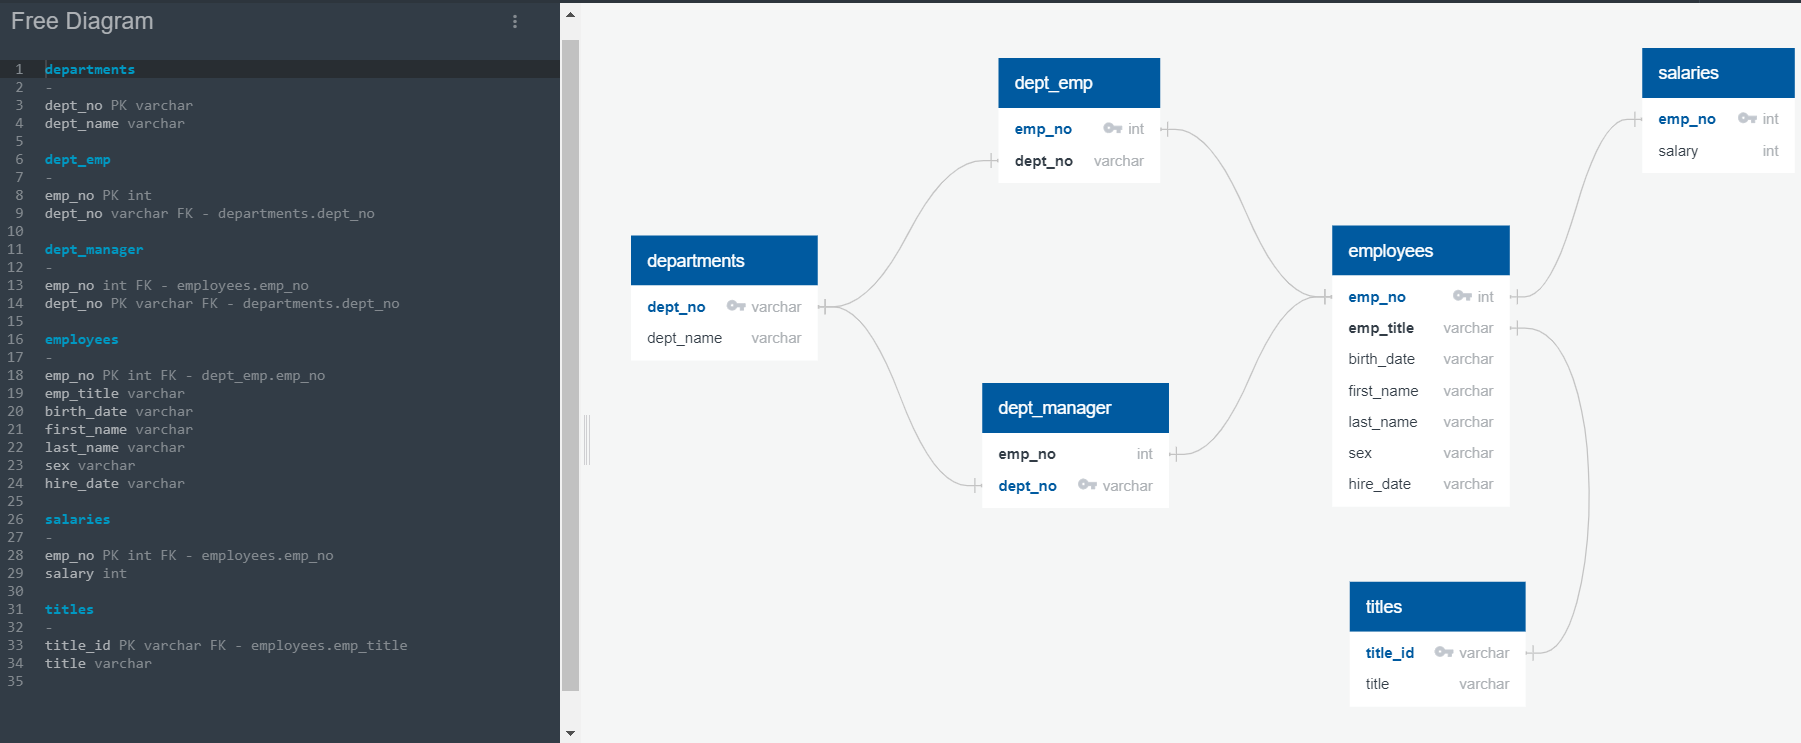 Free Diagram
1 departments
2 -
3 dept_no PK varchar
4 dept_name varchar
5
6 dept_emp
7 -
8 emp_no PK int
9 dept_no varchar FK - departments.dept_no
10
11 dept_manager
12 -
13 emp_no int FK - employees.emp_no
14 dept_no PK varchar FK - departments.dept_no
15
16 employees
17 -
18 emp_no PK int FK - dept_emp.emp_no
19 emp_title varchar
20 birth_date varchar
21 first_name varchar
22 last_name varchar
23 sex varchar
24 hire_date varchar
25
26 salaries
27 -
28 emp_no PK int FK - employees.emp_no
29 salary int
30
31 titles
32 -
33 title_id PK varchar FK - employees.emp_title
34 title varchar
35
departments
dept_no varchar
dept_name varchar
dept_emp
emp_no int
dept_no varchar
dept_manager
emp_no int
dept_no varchar
employees
emp_no int
emp_title varchar
birth_date varchar
first_name varchar
last_name varchar
sex varchar
hire_date varchar
salaries
emp_no int
salary int
titles
title_id varchar
title varchar